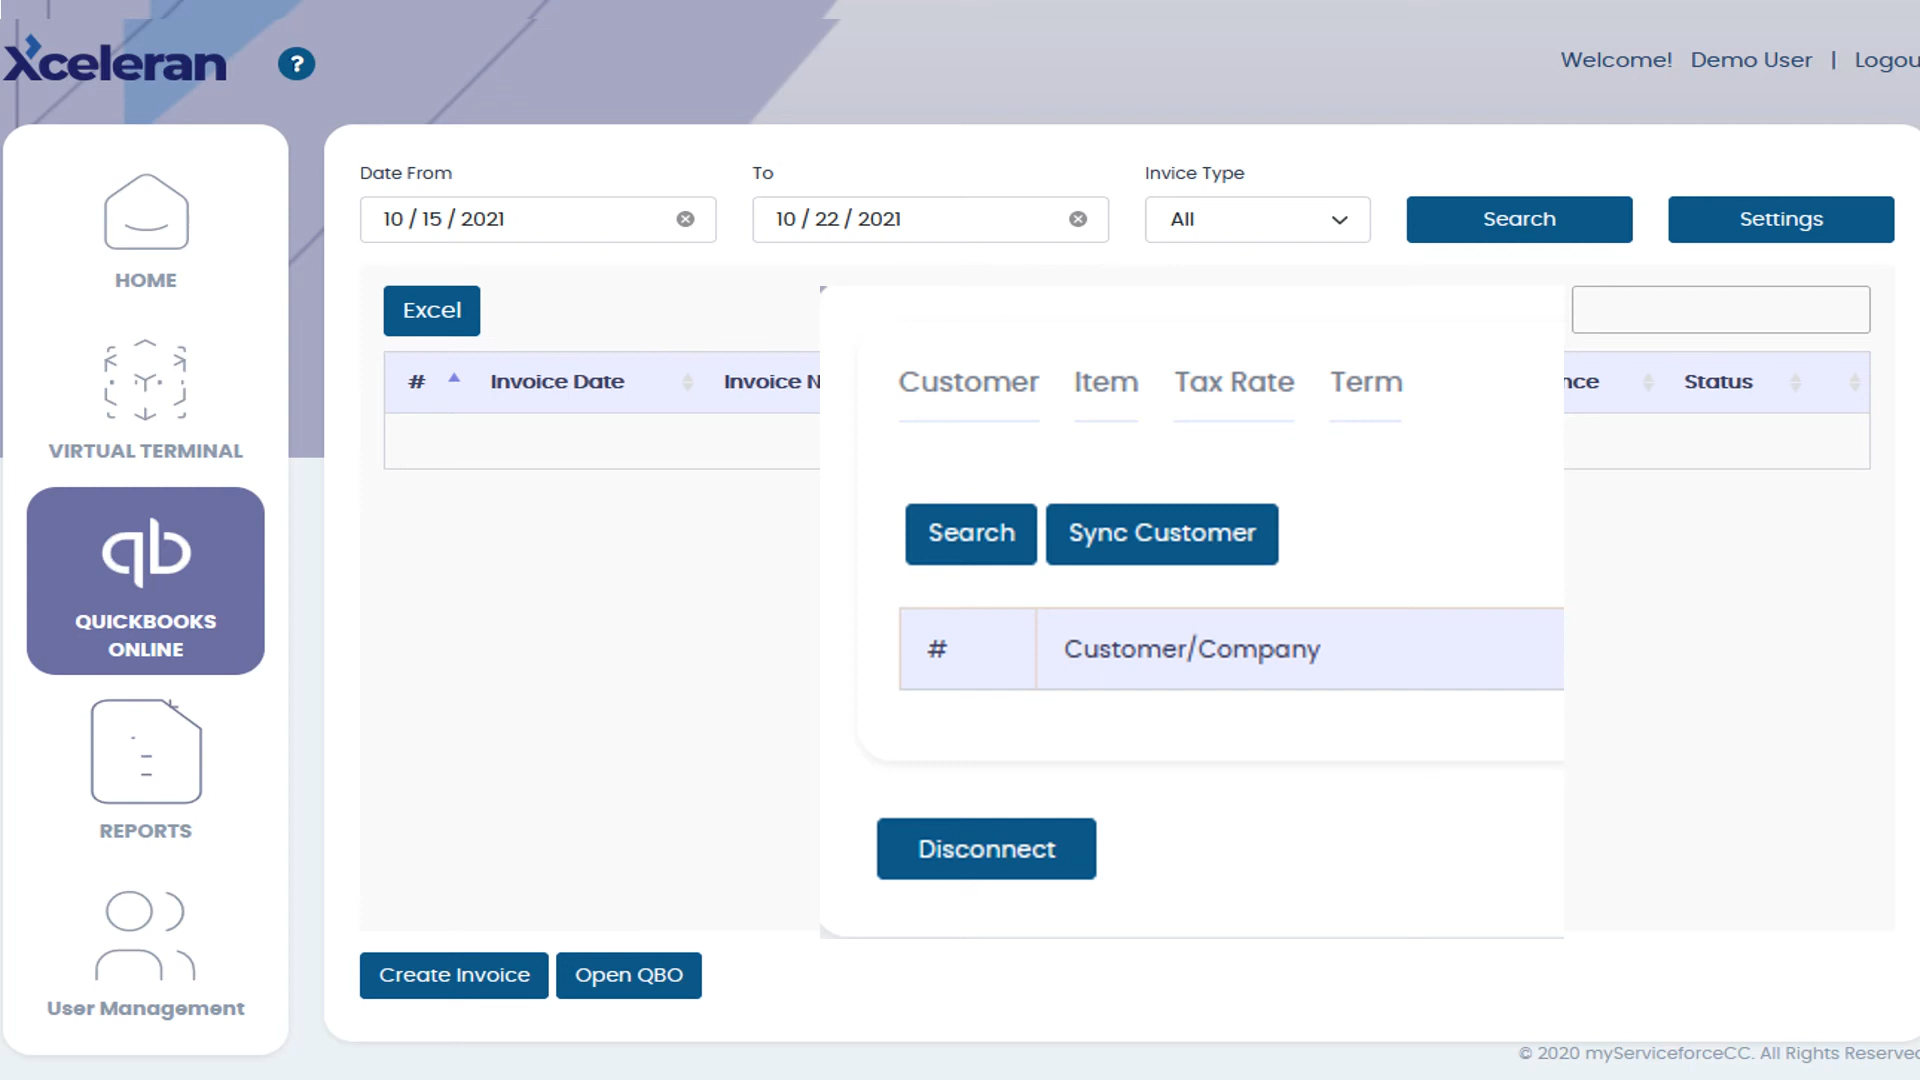 Xceleran
?
Welcome! Demo User | Logou
HOME
VIRTUAL TERMINAL
qb
QUICKBOOKS
ONLINE
REPORTS
User Management
Date From
To
Invice Type
10 / 15 / 2021
10 / 22 / 2021
All
Search
Settings
Excel
# Invoice Date Invoice N
nce Status
Customer Item Tax Rate Term
Search
Sync Customer
# Customer/Company
Disconnect
Create Invoice
Open QBO
© 2020 myServiceforceCC. All Rights Reserved